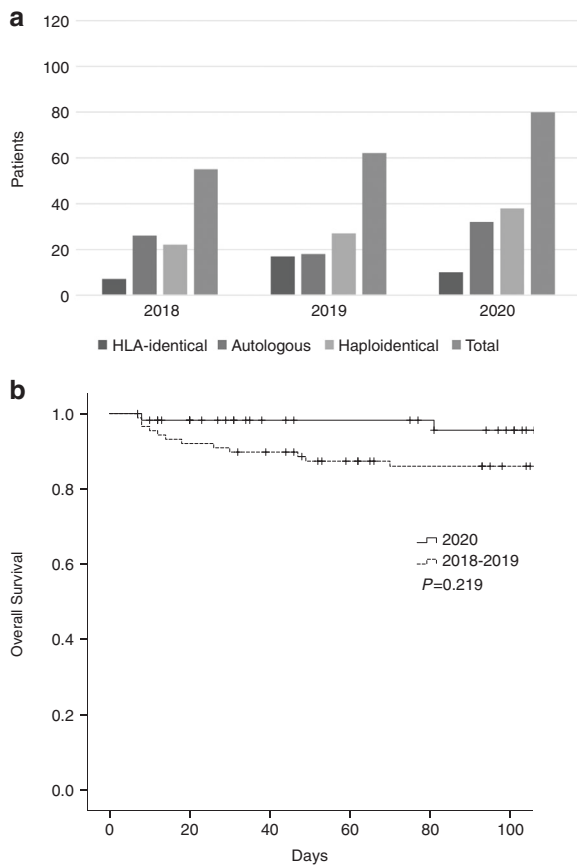 a
120
100
80
60
40
20
0
Patients
2018 2019 2020
HLA-identical Autologous Haploidentical Total
b
1.0
0.8
0.6
0.4
0.2
0.0
Overall Survival
2020
2018-2019
P=0.219
0 20 40 60 80 100
Days